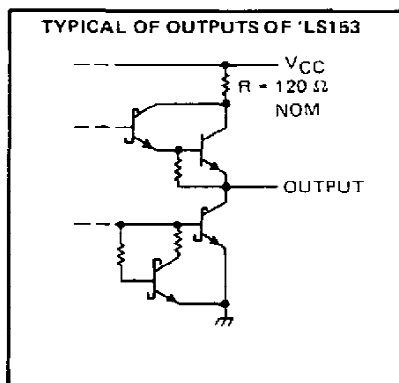 TYPICAL OF OUTPUTS OF 'LS153
VCC
R = 120 Ω
NOM
OUTPUT